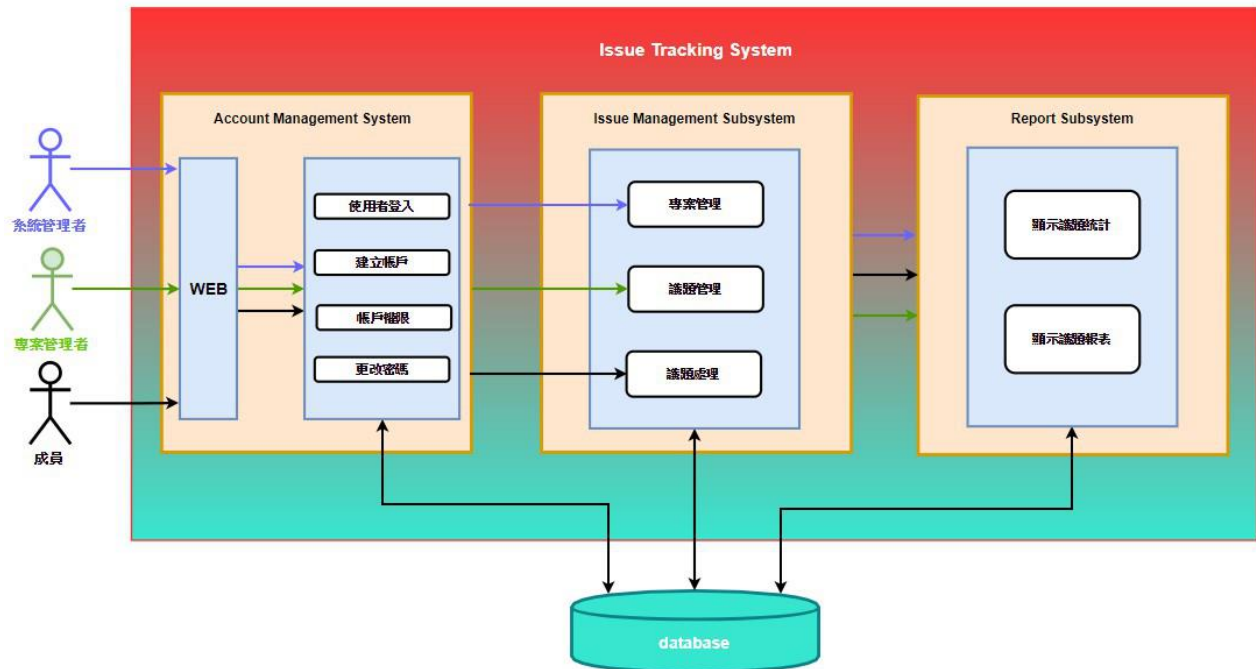 Issue Tracking System
Account Management System
Issue Management Subsystem
Report Subsystem
系統管理者
專案管理者
成員
WEB
使用者登入
建立帳戶
帳戶權限
更改密碼
專案管理
議題管理
議題處理
顯示議題統計
顯示議題報表
database